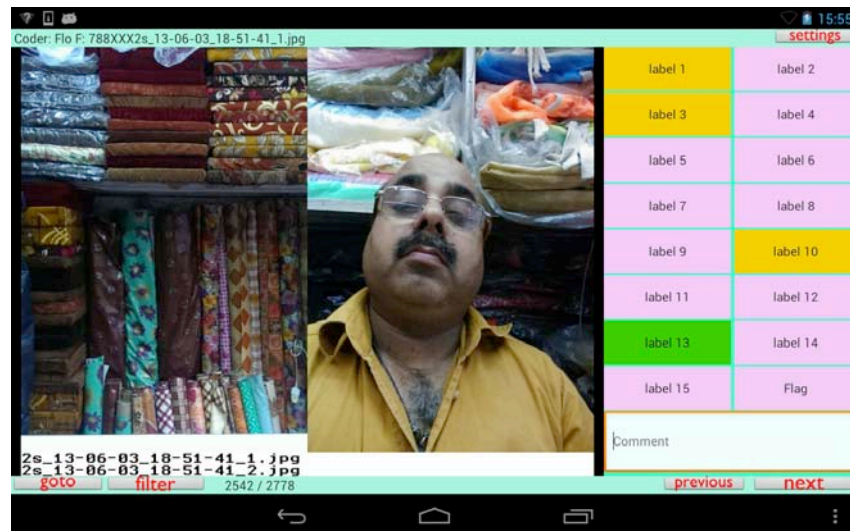 15:55
Coder: Flo F: 788XXX2s_13-06-03_18-51-41_1.jpg
settings
label 1
label 2
label 3
label 4
label 5
label 6
label 7
label 8
label 9
label 10
label 11
label 12
label 13
label 14
label 15
Flag
Comment
2s_13-06-03_18-51-41_1.jpg
2s_13-06-03_18-51-41_2.jpg
goto
filter
2542 / 2778
previous
next